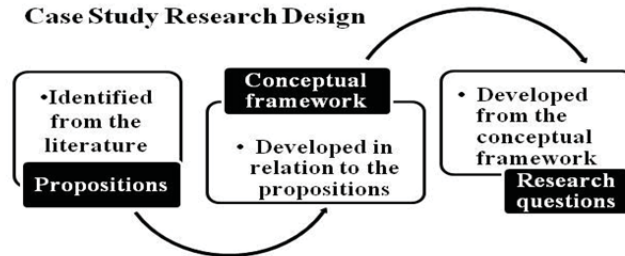 Case Study Research Design
•Identified
from the
literature
Propositions
Conceptual
framework
• Developed in
relation to the
propositions
• Developed
from the
conceptual
framework
Research
questions